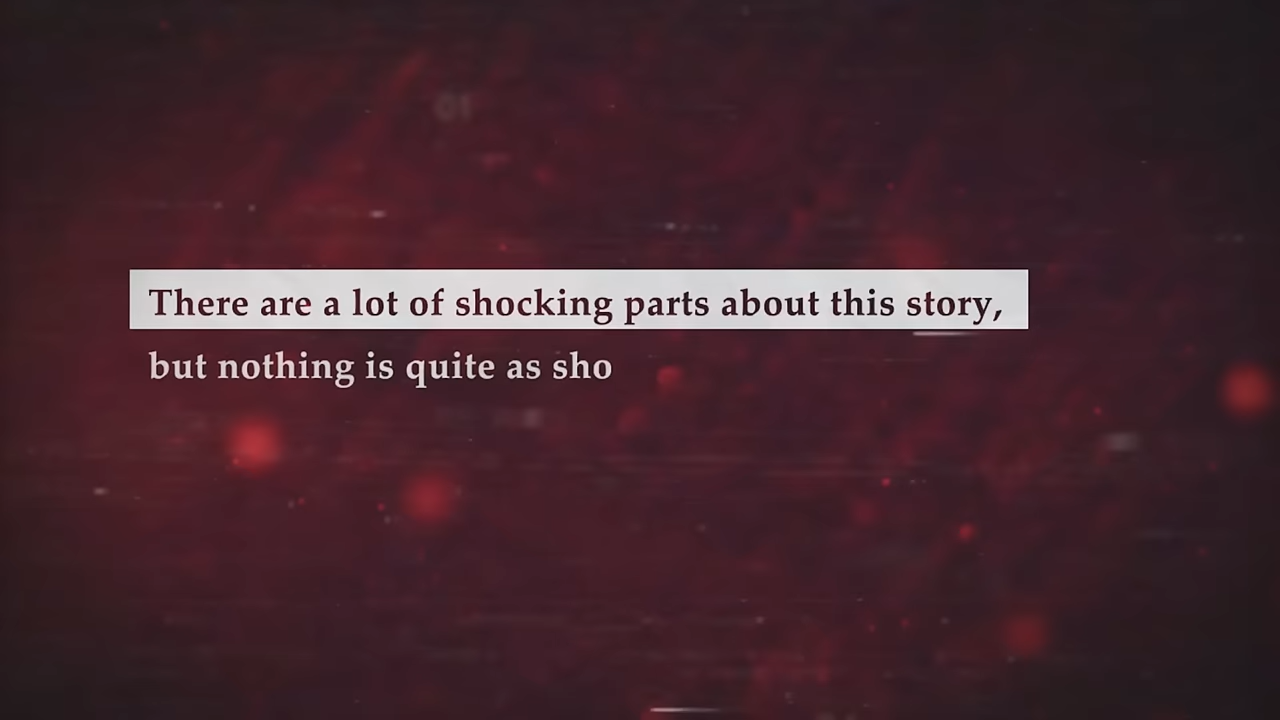 There are a lot of shocking parts about this story,
but nothing is quite as sho